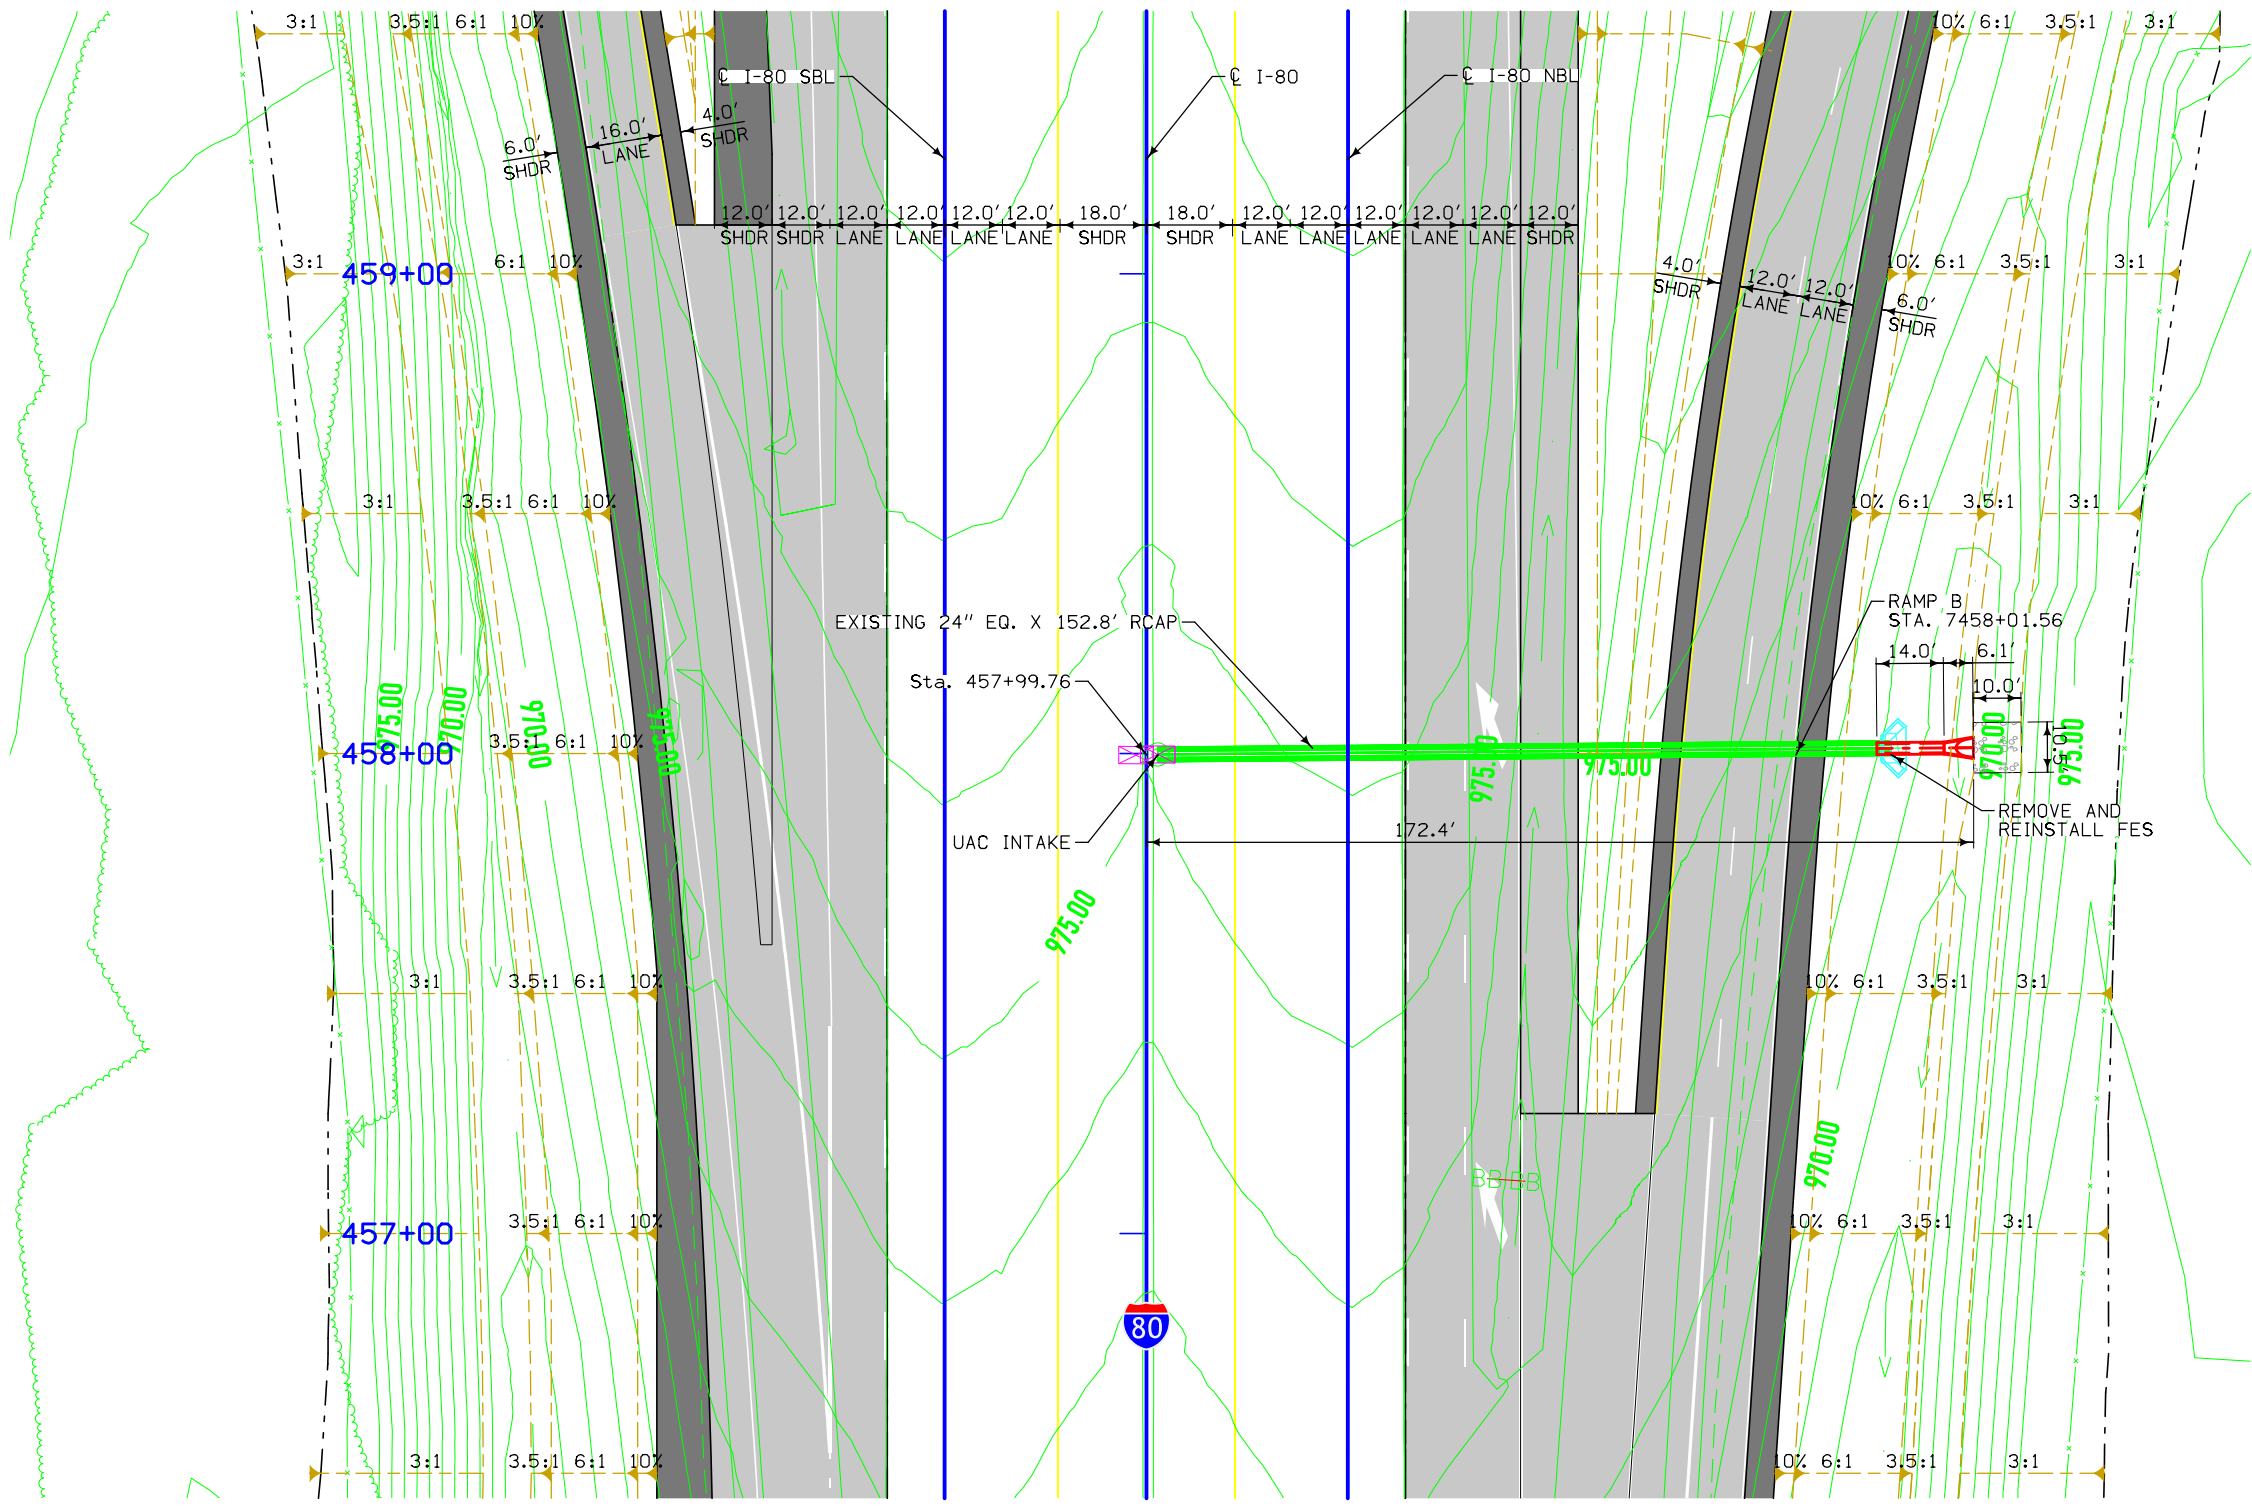 3:1 3.5:1 6:1 10%
10% 6:1 3.5:1 3:1
℄ I-80 SBL
℄ I-80
℄ I-80 NBL
6.0' SHDR
16.0' LANE
4.0' SHDR
12.0' 12.0' 12.0' 12.0' 12.0' 12.0' 18.0' 18.0' 12.0' 12.0' 12.0' 12.0' 12.0' 12.0'
SHDR SHDR LANE LANE LANE LANE SHDR SHDR LANE LANE LANE LANE LANE SHDR
3:1 459+00 6:1 10%
4.0' SHDR
12.0' LANE
12.0' LANE
6.0' SHDR
10% 6:1 3.5:1 3:1
3:1 3.5:1 6:1 10%
10% 6:1 3.5:1 3:1
EXISTING 24" EQ. X 152.8' RCAP
RAMP B
STA. 7458+01.56
14.0' 6.1'
10.0'
Sta. 457+99.76
975.00 970.00 970.00 975.00
458+00 3.5:1 6:1 10%
975.00
970.00 975.00
UAC INTAKE
172.4'
REMOVE AND
REINSTALL FES
975.00
3:1 3.5:1 6:1 10%
10% 6:1 3.5:1 3:1
970.00
457+00 3.5:1 6:1 10%
10% 6:1 3.5:1 3:1
80
3:1 3.5:1 6:1 10%
10% 6:1 3.5:1 3:1